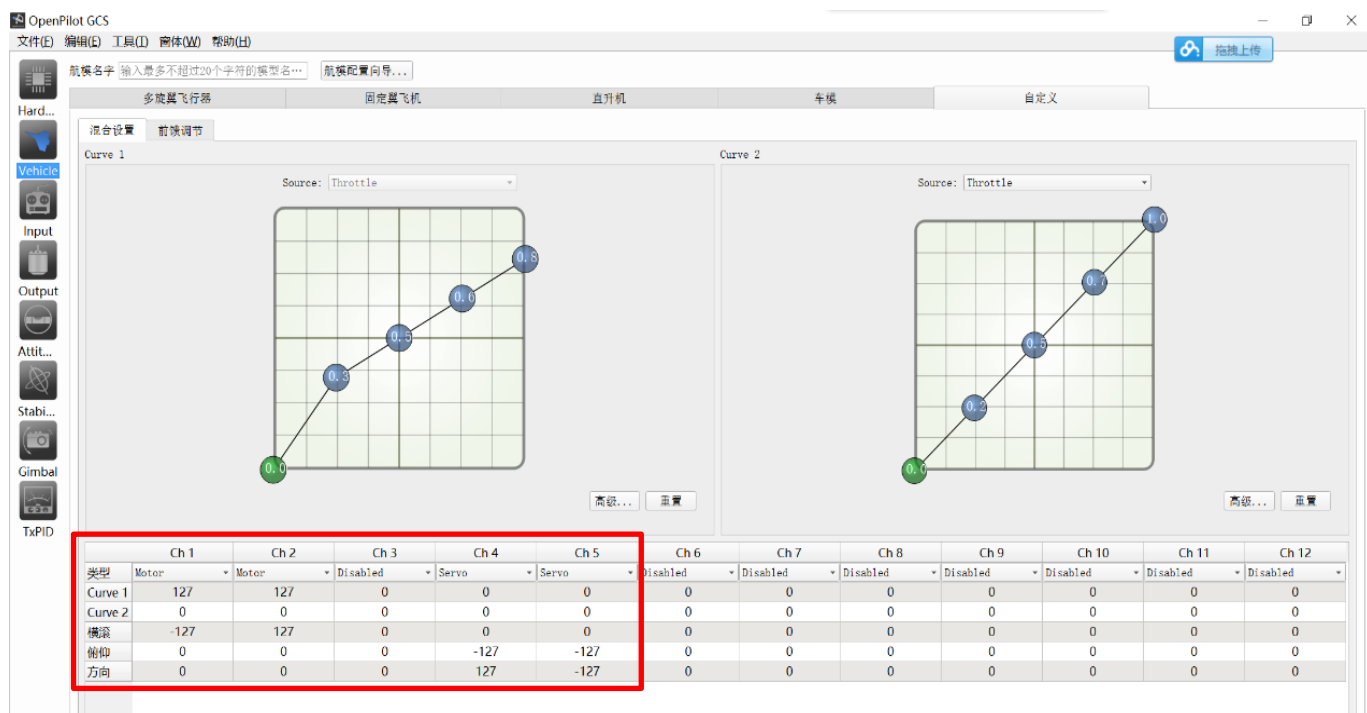 OpenPilot GCS
文件(F) 编辑(E) 工具(I) 窗体(W) 帮助(H)
拖拽上传
航模名字 输入最多不超过20个字符的模型名… 航模配置向导...
多旋翼飞行器 固定翼飞机 直升机 车模 自定义
Hard...
Vehicle
Input
Output
Attit...
Stabi...
Gimbal
TxPID
混合设置 前馈调节
Curve 1 Curve 2
Source: Throttle Source: Throttle
0.0 0.3 0.5 0.6 0.8
0.0 0.2 0.5 0.7 1.0
高级... 重置 高级... 重置
Ch 1 Ch 2 Ch 3 Ch 4 Ch 5 Ch 6 Ch 7 Ch 8 Ch 9 Ch 10 Ch 11 Ch 12
类型 Motor Motor Disabled Servo Servo Disabled Disabled Disabled Disabled Disabled Disabled Disabled
Curve 1 127 127 0 0 0 0 0 0 0 0 0 0
Curve 2 0 0 0 0 0 0 0 0 0 0 0 0
横滚 -127 127 0 0 0 0 0 0 0 0 0 0
俯仰 0 0 0 -127 -127 0 0 0 0 0 0 0
方向 0 0 0 127 -127 0 0 0 0 0 0 0